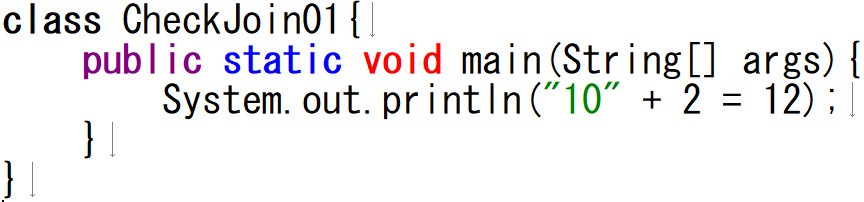 class CheckJoin01{
    public static void main(String[] args){
        System.out.println("10" + 2 = 12);
    }
}